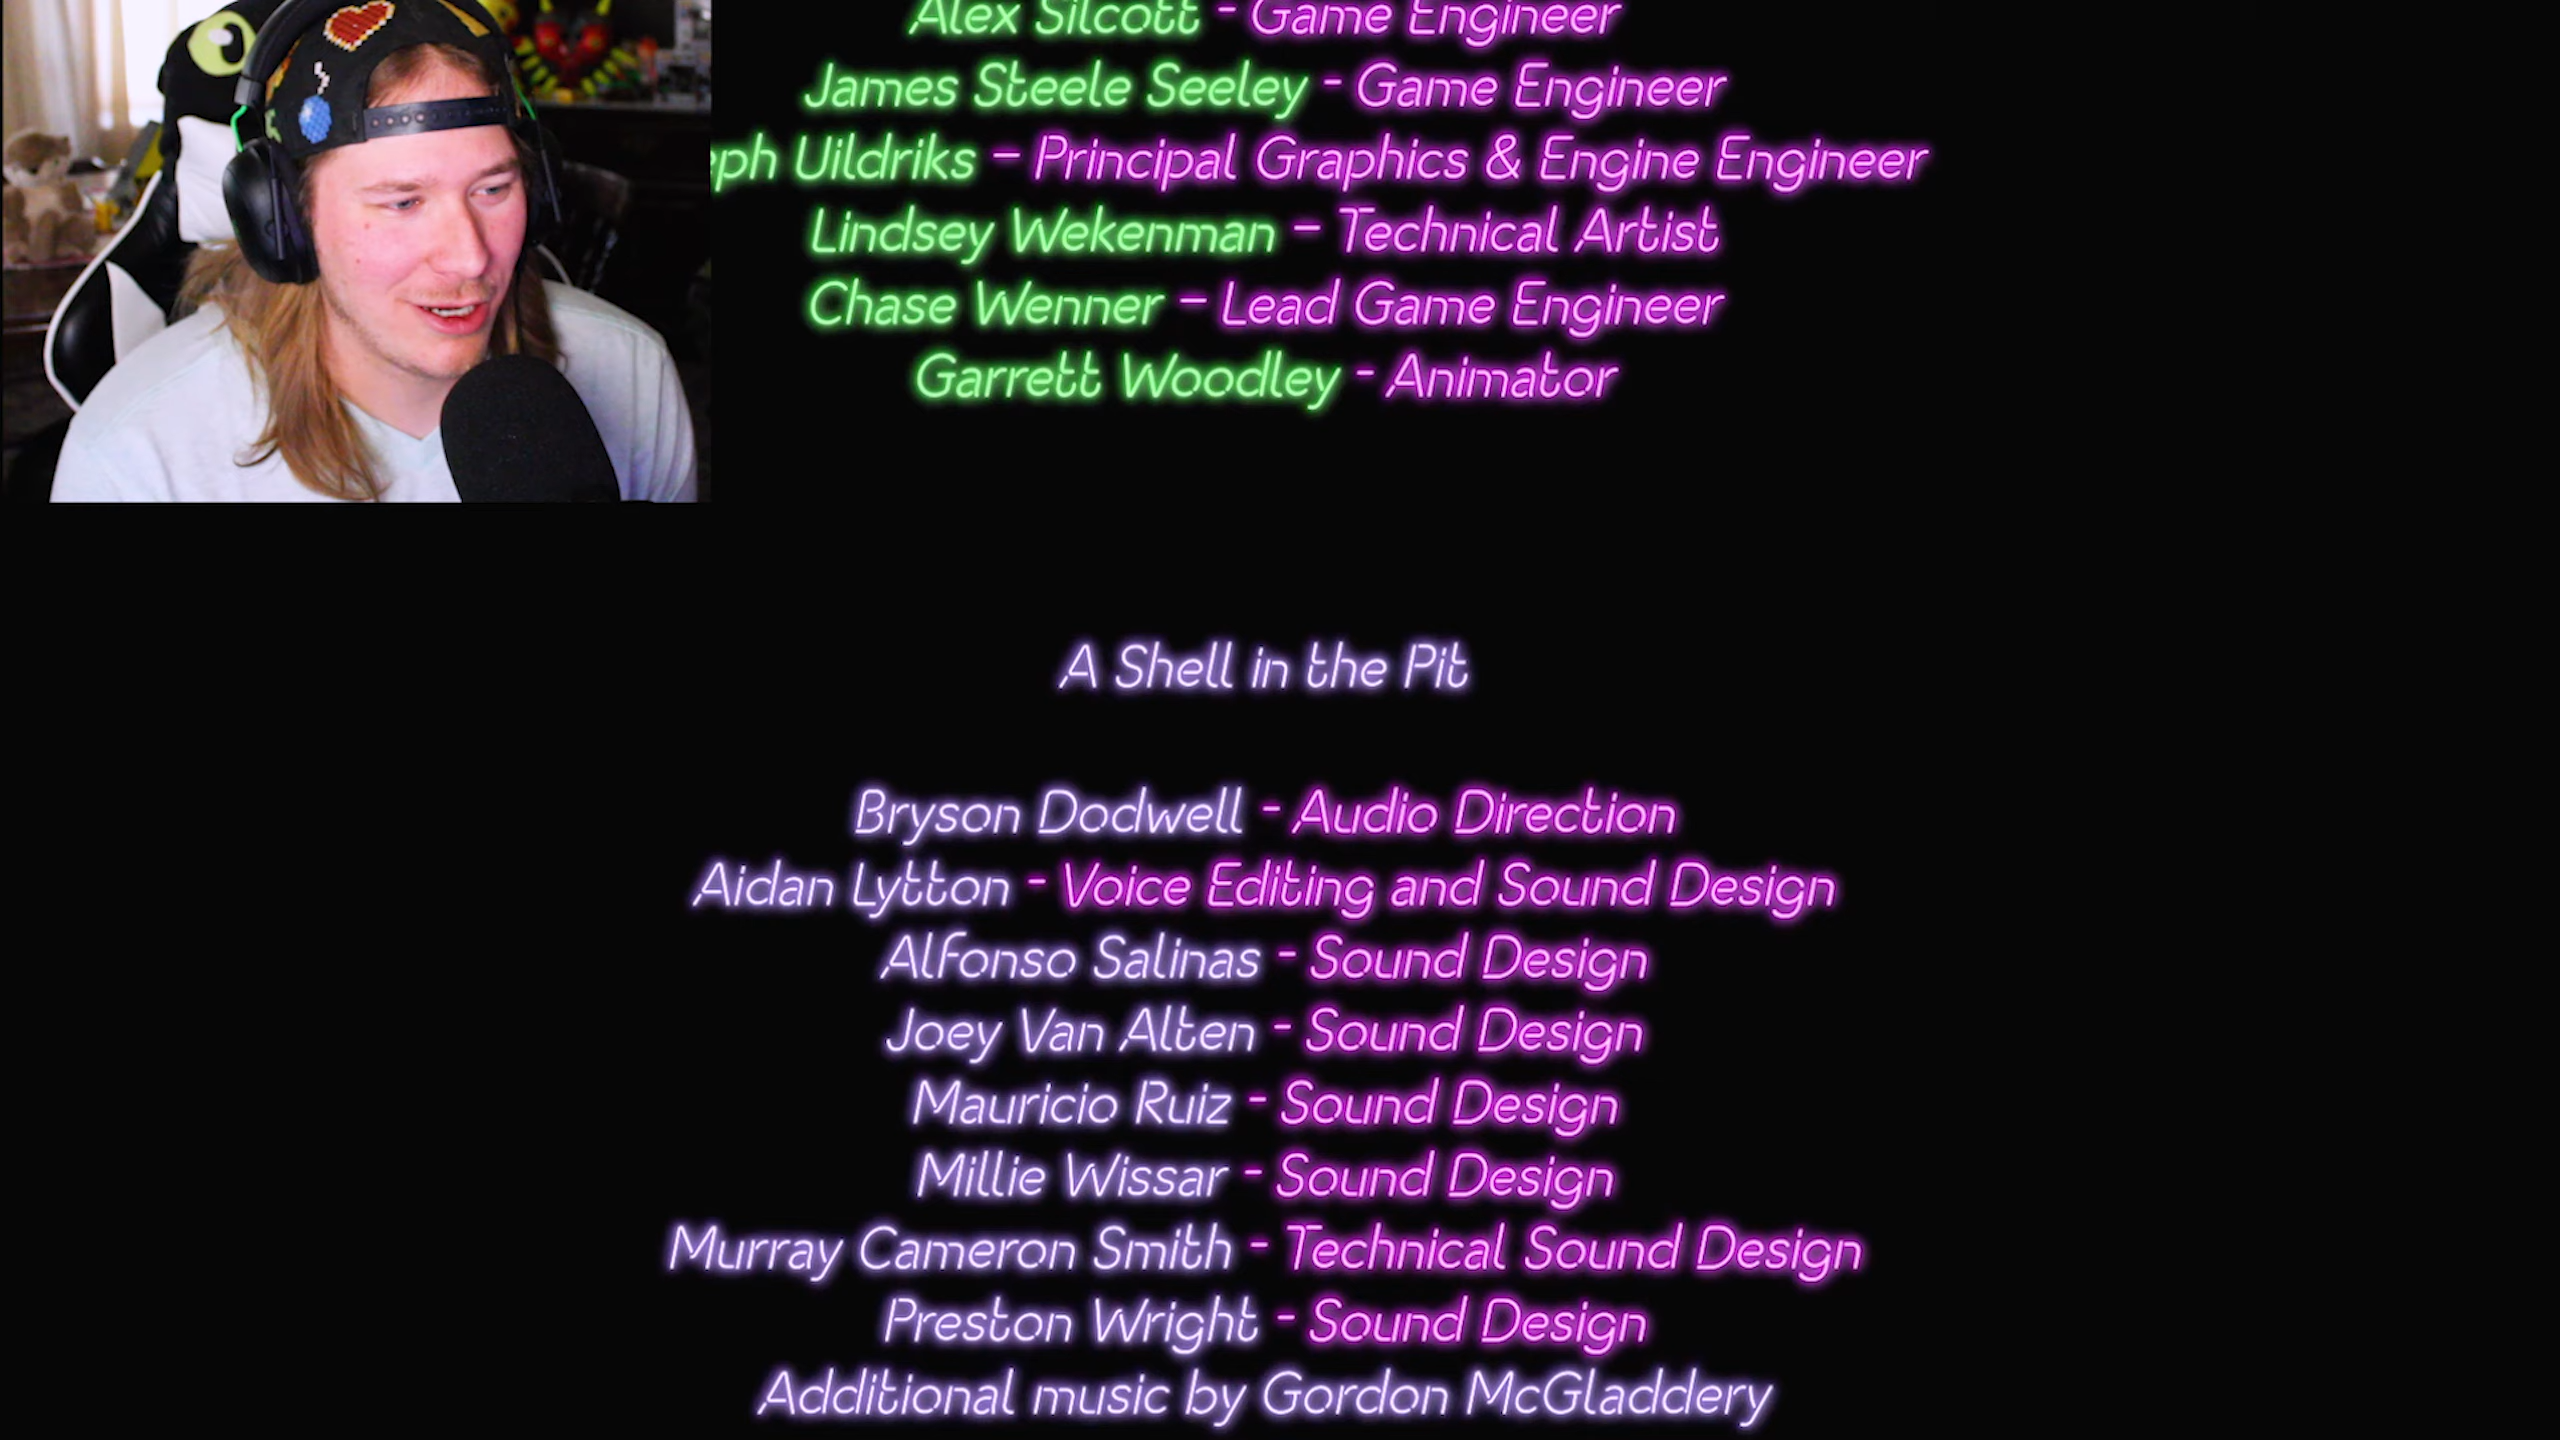 Alex Silcott - Game Engineer
James Steele Seeley - Game Engineer
Uildriks – Principal Graphics & Engine Engineer
Lindsey Wekenman – Technical Artist
Chase Wenner – Lead Game Engineer
Garrett Woodley - Animator
A Shell in the Pit
Bryson Dodwell - Audio Direction
Aidan Lytton - Voice Editing and Sound Design
Alfonso Salinas - Sound Design
Joey Van Alten - Sound Design
Mauricio Ruiz - Sound Design
Millie Wissar - Sound Design
Murray Cameron Smith - Technical Sound Design
Preston Wright - Sound Design
Additional music by Gordon McGladdery